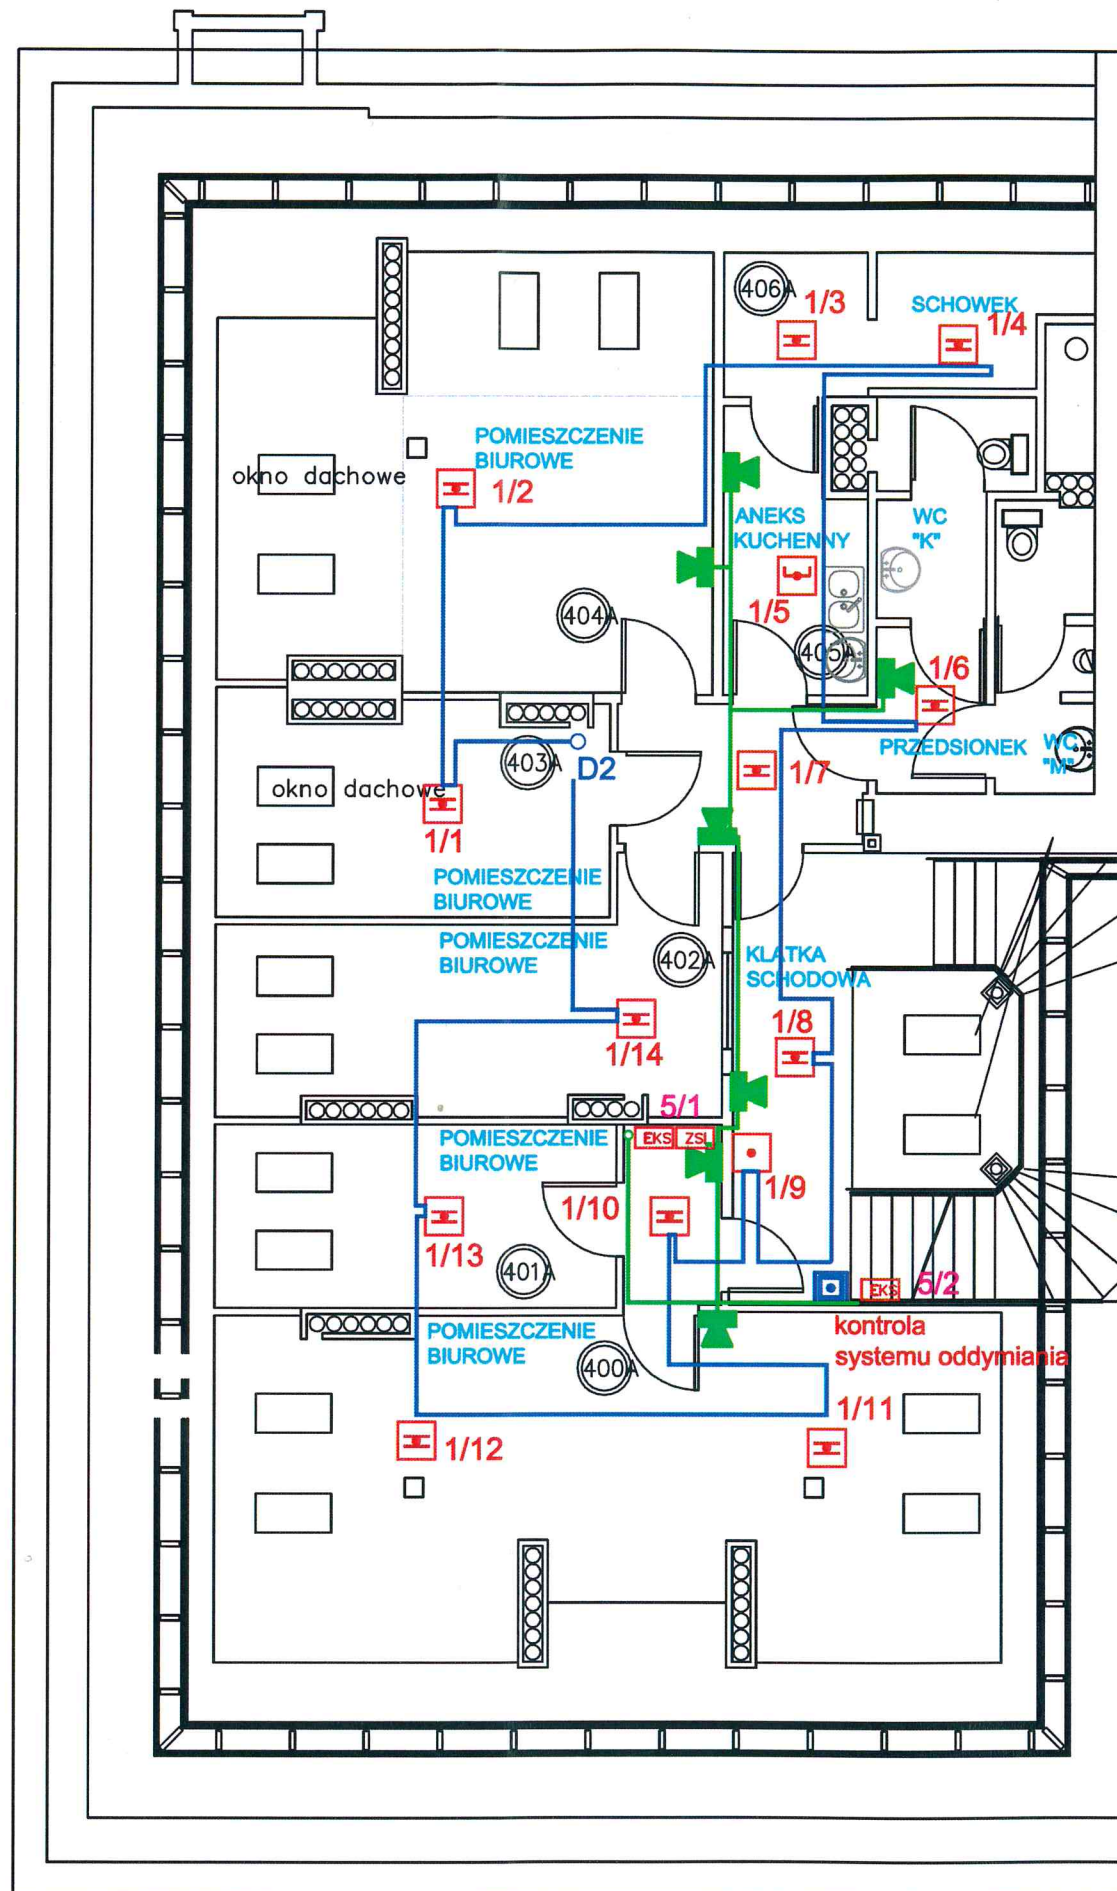 406A
1/3
SCHOWEK
1/4
POMIESZCZENIE
BIUROWE
okno dachowe
1/2
ANEKS
KUCHENNY
WC
"K"
1/5
404A
405A
1/6
PRZEDSIONEK
WC
"M"
403A
D2
1/7
okno dachowe
1/1
POMIESZCZENIE
BIUROWE
POMIESZCZENIE
BIUROWE
402A
KLATKA
SCHODOWA
1/14
1/8
5/1
EKS
ZSL
POMIESZCZENIE
BIUROWE
1/9
1/10
1/13
401A
5/2
EKS
POMIESZCZENIE
BIUROWE
kontrola
systemu oddymiania
400A
1/11
1/12